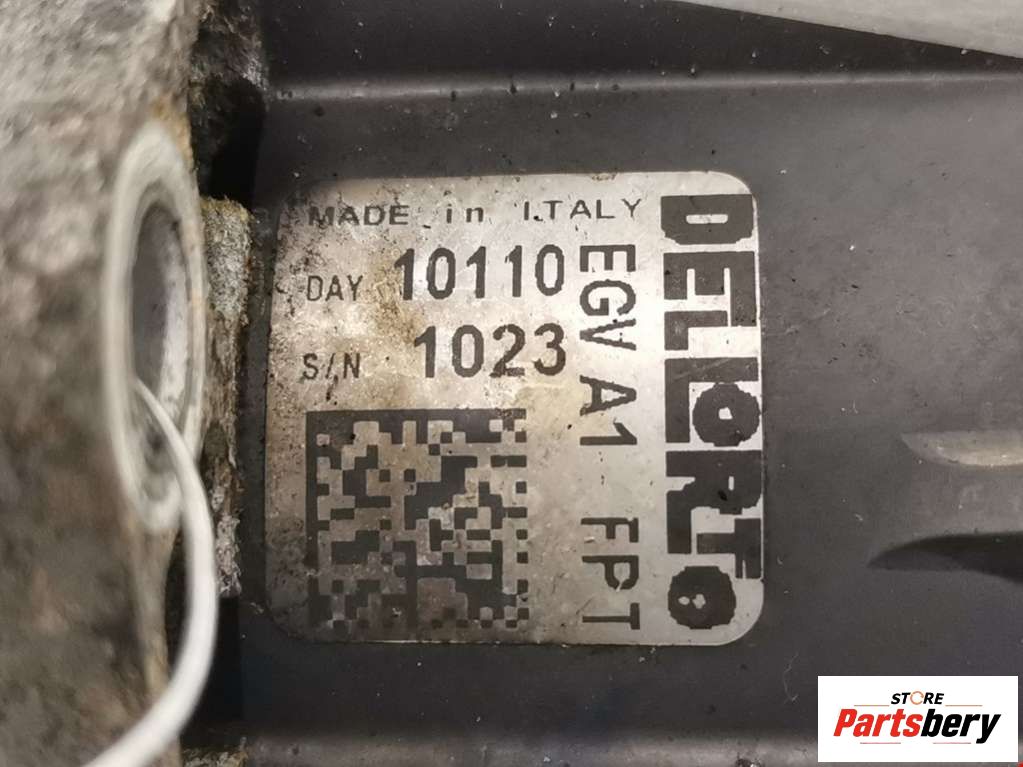 MADE in ITALY
DAY 10110
S/N 1023
EGV A1 FPT
DELLORTO
STORE
Partsbery